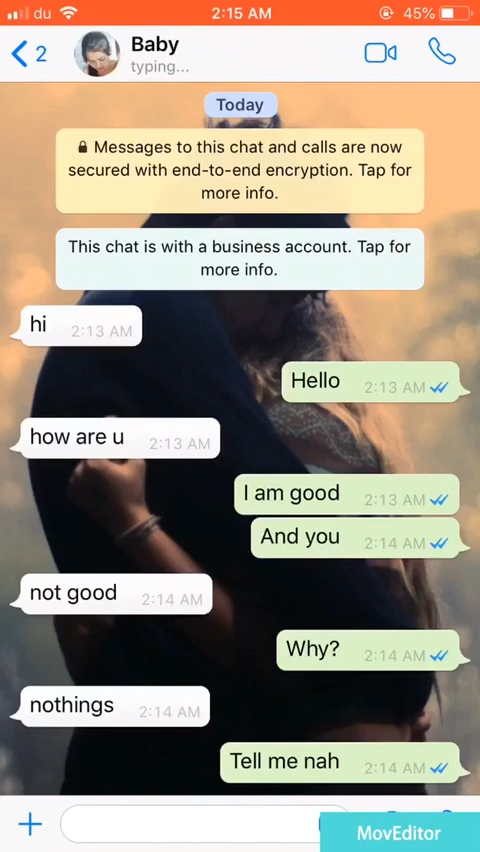 du 2:15 AM 45%
2 Baby
typing...
Today
Messages to this chat and calls are now
secured with end-to-end encryption. Tap for
more info.
This chat is with a business account. Tap for
more info.
hi 2:13 AM
Hello 2:13 AM
how are u 2:13 AM
I am good 2:13 AM
And you 2:14 AM
not good 2:14 AM
Why? 2:14 AM
nothings 2:14 AM
Tell me nah 2:14 AM
MovEditor